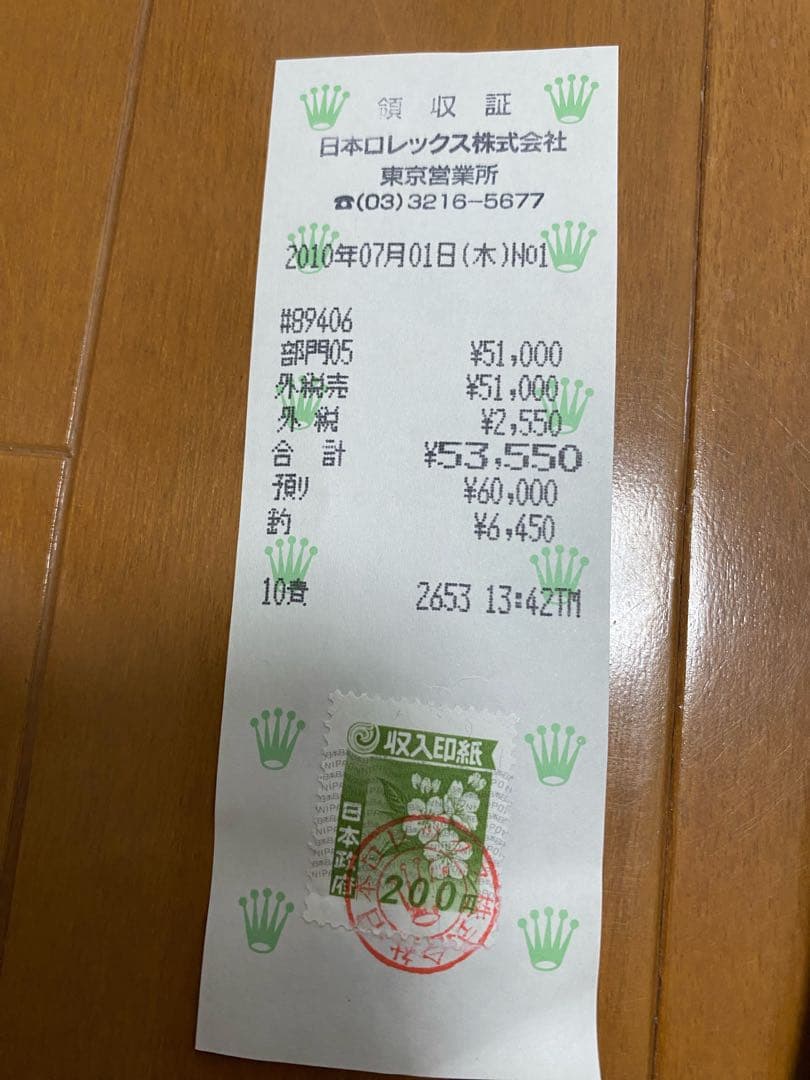 領収証
日本ロレックス株式会社
東京営業所
☎(03)3216-5677
2010年07月01日(木)No1
#89406
部門05 ¥51,000
外税売 ¥51,000
外税 ¥2,550
合計 ¥53,550
預り ¥60,000
釣 ¥6,450
10責 2653 13:42TM
収入印紙
日本政府
200円